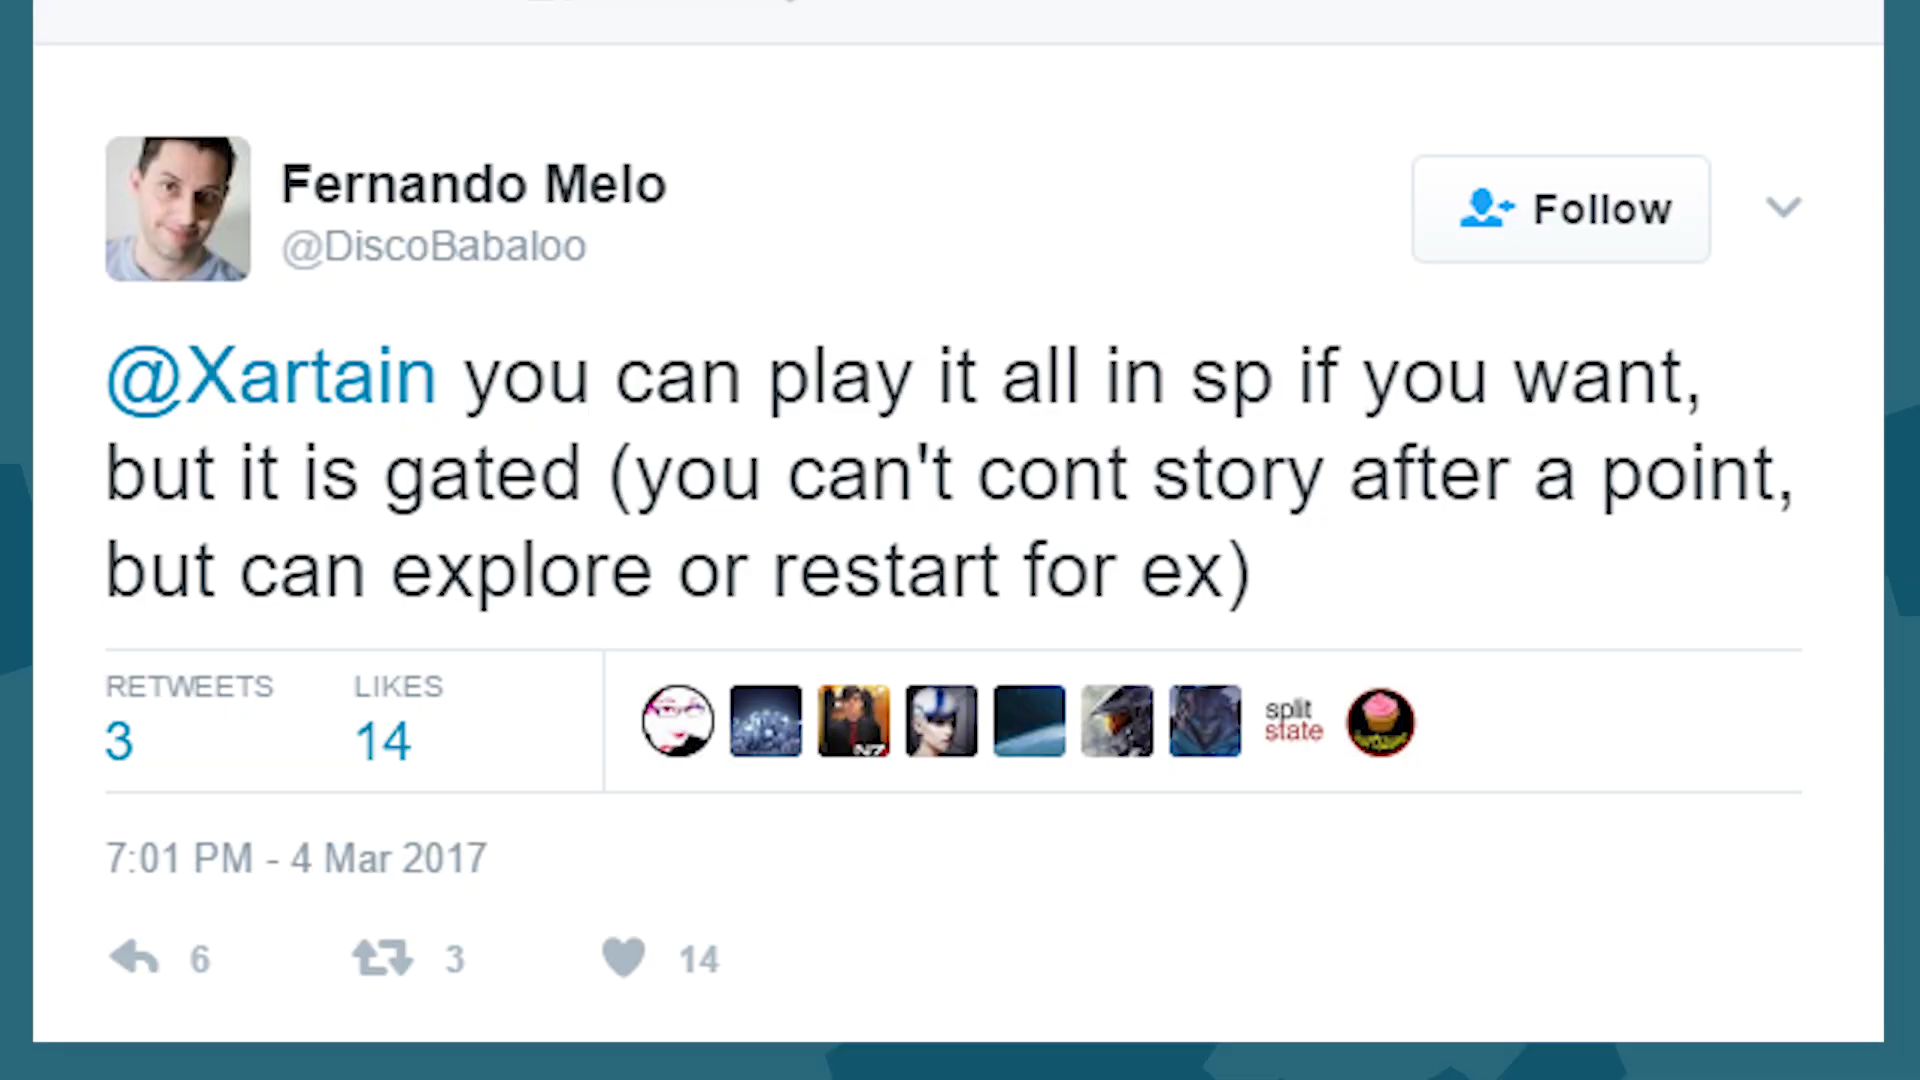 Fernando Melo
@DiscoBabaloo
Follow
@Xartain you can play it all in sp if you want,
but it is gated (you can't cont story after a point,
but can explore or restart for ex)
RETWEETS LIKES
3 14
N7
split
state
7:01 PM - 4 Mar 2017
6 3 14